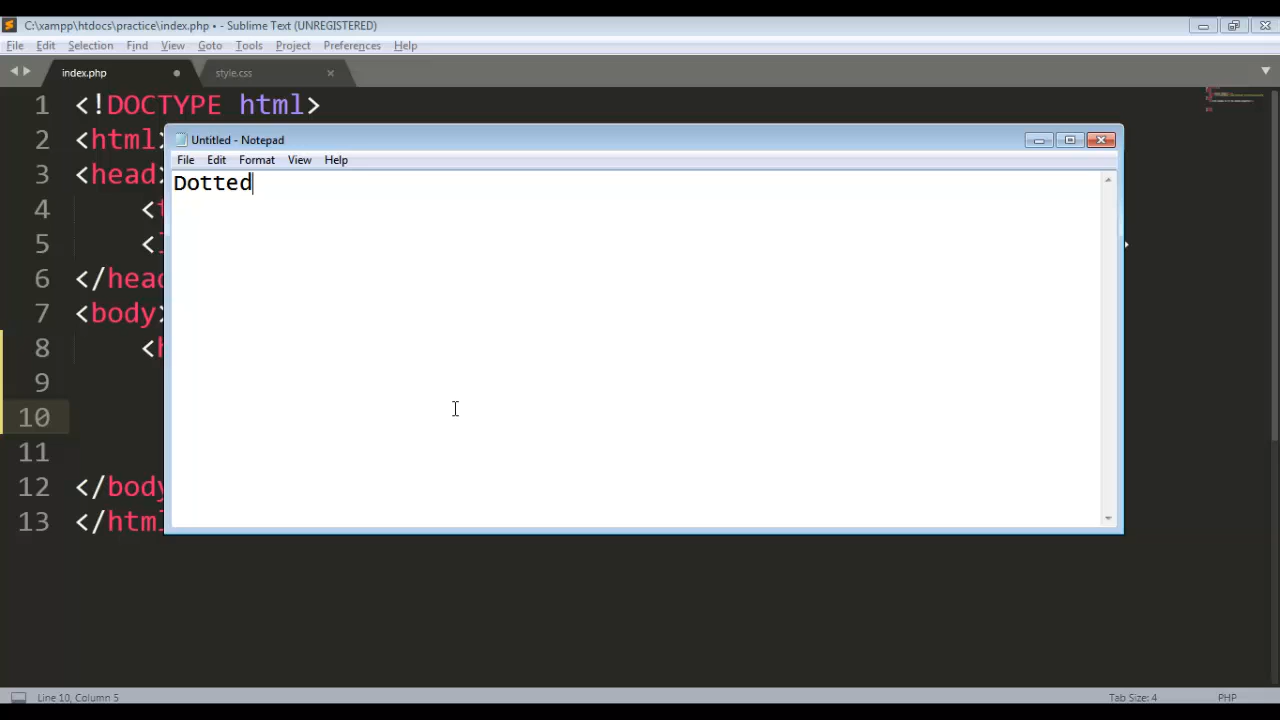 C:\xampp\htdocs\practice\index.php • - Sublime Text (UNREGISTERED)
File Edit Selection Find View Goto Tools Project Preferences Help
index.php
style.css
1 <!DOCTYPE html>
2 <html>
3 <head>
4 <t
5 <l
6 </head
7 <body>
8 <h
9
10
11
12 </body
13 </html
Untitled - Notepad
File Edit Format View Help
Dotted
Line 10, Column 5
Tab Size: 4
PHP